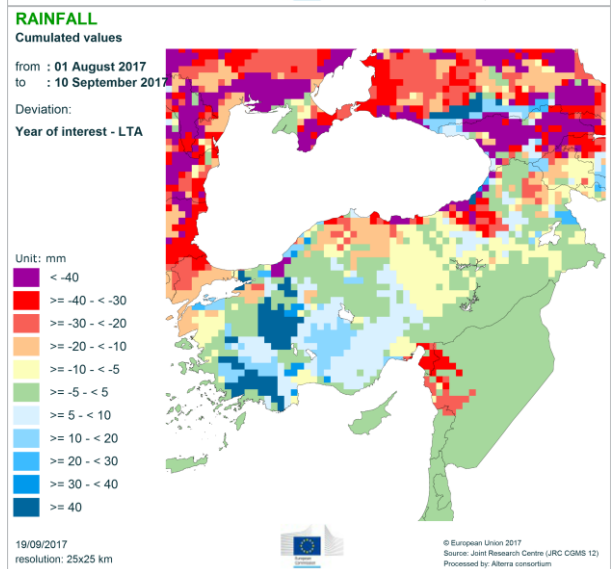 RAINFALL
Cumulated values
from : 01 August 2017
to : 10 September 2017
Deviation:
Year of interest - LTA
Unit: mm
< -40
>= -40 - < -30
>= -30 - < -20
>= -20 - < -10
>= -10 - < -5
>= -5 - < 5
>= 5 - < 10
>= 10 - < 20
>= 20 - < 30
>= 30 - < 40
>= 40
19/09/2017
resolution: 25x25 km
European
Commission
© European Union 2017
Source: Joint Research Centre (JRC CGMS 12)
Processed by: Alterra consortium